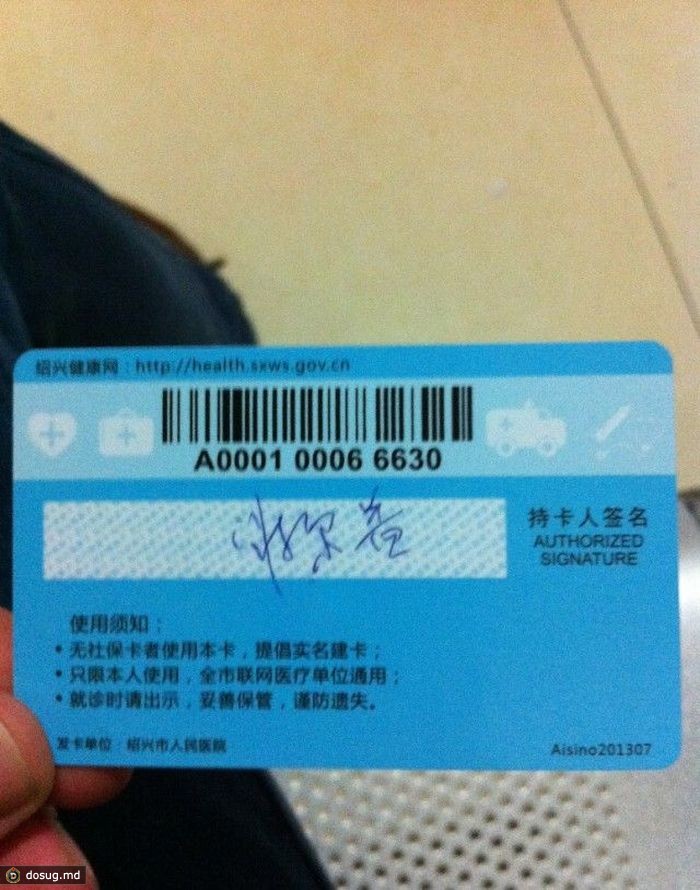 绍兴健康网：http://health.sxws.gov.cn
A0001 0006 6630
持卡人签名
AUTHORIZED
SIGNATURE
使用须知：
• 无社保卡者使用本卡，提倡实名建卡；
• 只限本人使用，全市联网医疗单位通用；
• 就诊时请出示，妥善保管，谨防遗失。
发卡单位：绍兴市人民医院
Aisino201307
dosug.md